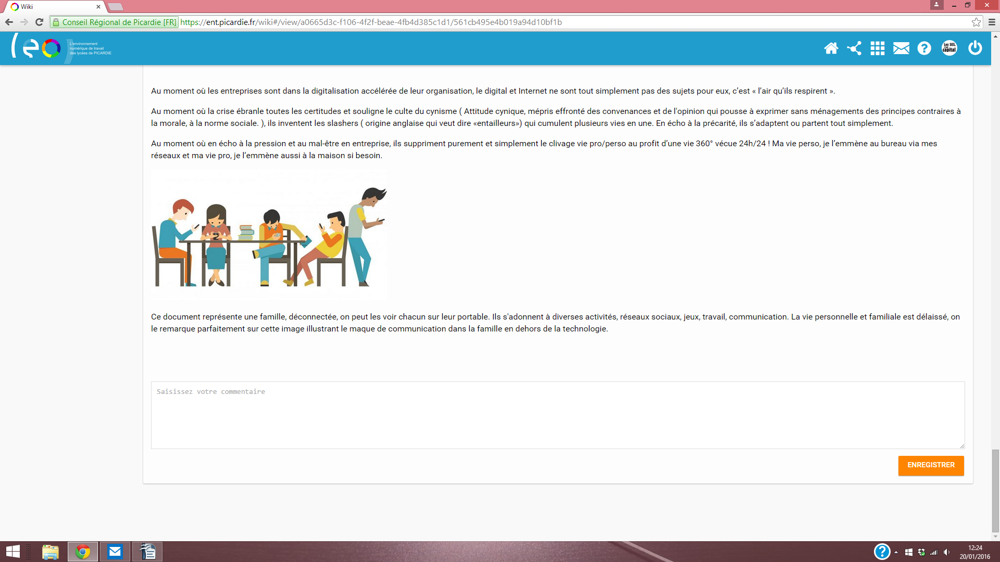 Wiki
Conseil Régional de Picardie [FR] https://ent.picardie.fr/wiki#/view/a0665d3c-f106-4f2f-beae-4fb4d385c1d1/561cb495e4b019a94d10bf1b
leo
L'environnement
numérique de travail
des lycées de PICARDIE
Les SES,
capital
Au moment où les entreprises sont dans la digitalisation accélérée de leur organisation, le digital et Internet ne sont tout simplement pas des sujets pour eux, c’est « l’air qu’ils respirent ».
Au moment où la crise ébranle toutes les certitudes et souligne le culte du cynisme ( Attitude cynique, mépris effronté des convenances et de l'opinion qui pousse à exprimer sans ménagements des principes contraires à
la morale, à la norme sociale. ), ils inventent les slashers ( origine anglaise qui veut dire «entailleurs») qui cumulent plusieurs vies en une. En écho à la précarité, ils s’adaptent ou partent tout simplement.
Au moment où en écho à la pression et au mal-être en entreprise, ils suppriment purement et simplement le clivage vie pro/perso au profit d’une vie 360° vécue 24h/24 ! Ma vie perso, je l’emmène au bureau via mes
réseaux et ma vie pro, je l’emmène aussi à la maison si besoin.
Ce document représente une famille, déconnectée, on peut les voir chacun sur leur portable. Ils s'adonnent à diverses activités, réseaux sociaux, jeux, travail, communication. La vie personnelle et familiale est délaissé, on
le remarque parfaitement sur cette image illustrant le maque de communication dans la famille en dehors de la technologie.
Saisissez votre commentaire
ENREGISTRER
12:24
20/01/2016